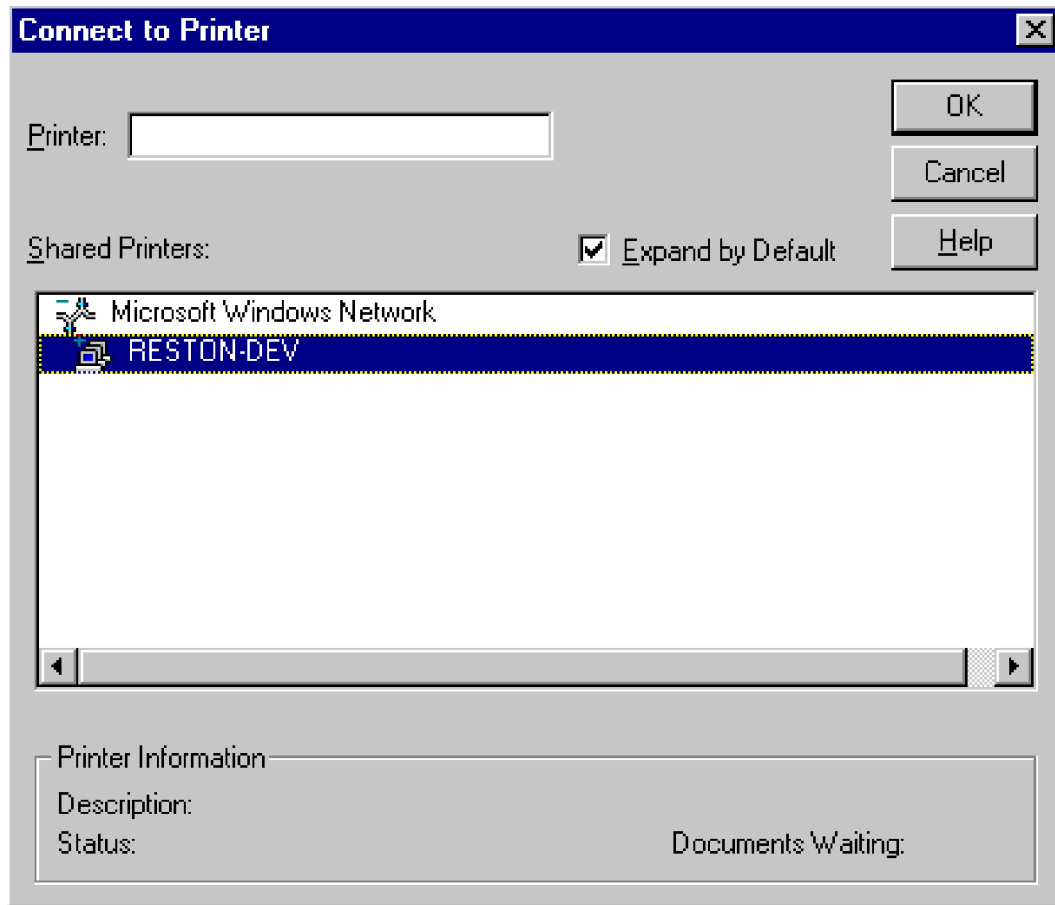 Connect to Printer
Printer:
OK
Cancel
Shared Printers:
Expand by Default
Help
Microsoft Windows Network
RESTON-DEV
Printer Information
Description:
Status:
Documents Waiting: